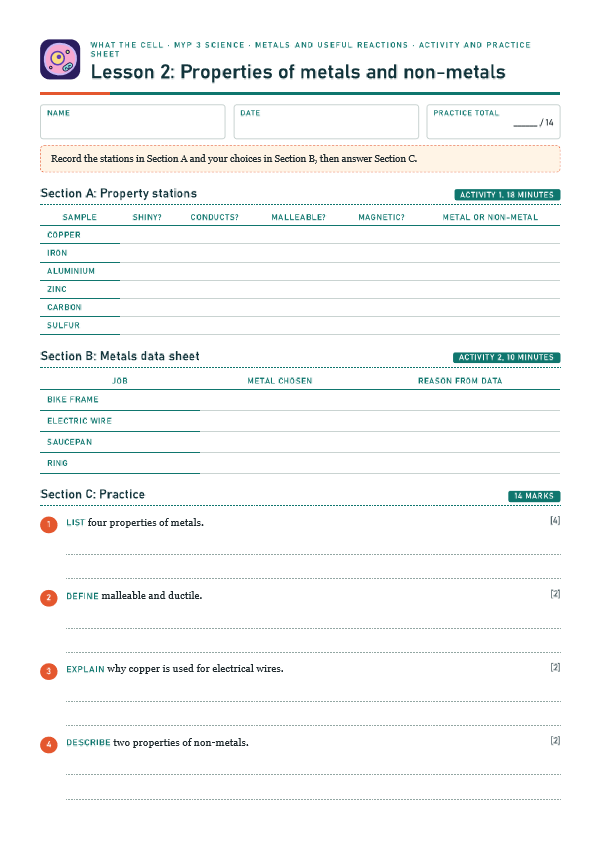 WHAT THE CELL · MYP 3 SCIENCE · METALS AND USEFUL REACTIONS · ACTIVITY AND PRACTICE
SHEET
Lesson 2: Properties of metals and non-metals
NAME
DATE
PRACTICE TOTAL
_____ / 14
Record the stations in Section A and your choices in Section B, then answer Section C.
Section A: Property stations
ACTIVITY 1, 18 MINUTES
SAMPLE SHINY? CONDUCTS? MALLEABLE? MAGNETIC? METAL OR NON-METAL
COPPER
IRON
ALUMINIUM
ZINC
CARBON
SULFUR
Section B: Metals data sheet
ACTIVITY 2, 10 MINUTES
JOB METAL CHOSEN REASON FROM DATA
BIKE FRAME
ELECTRIC WIRE
SAUCEPAN
RING
Section C: Practice
14 MARKS
1 LIST four properties of metals. [4]
2 DEFINE malleable and ductile. [2]
3 EXPLAIN why copper is used for electrical wires. [2]
4 DESCRIBE two properties of non-metals. [2]